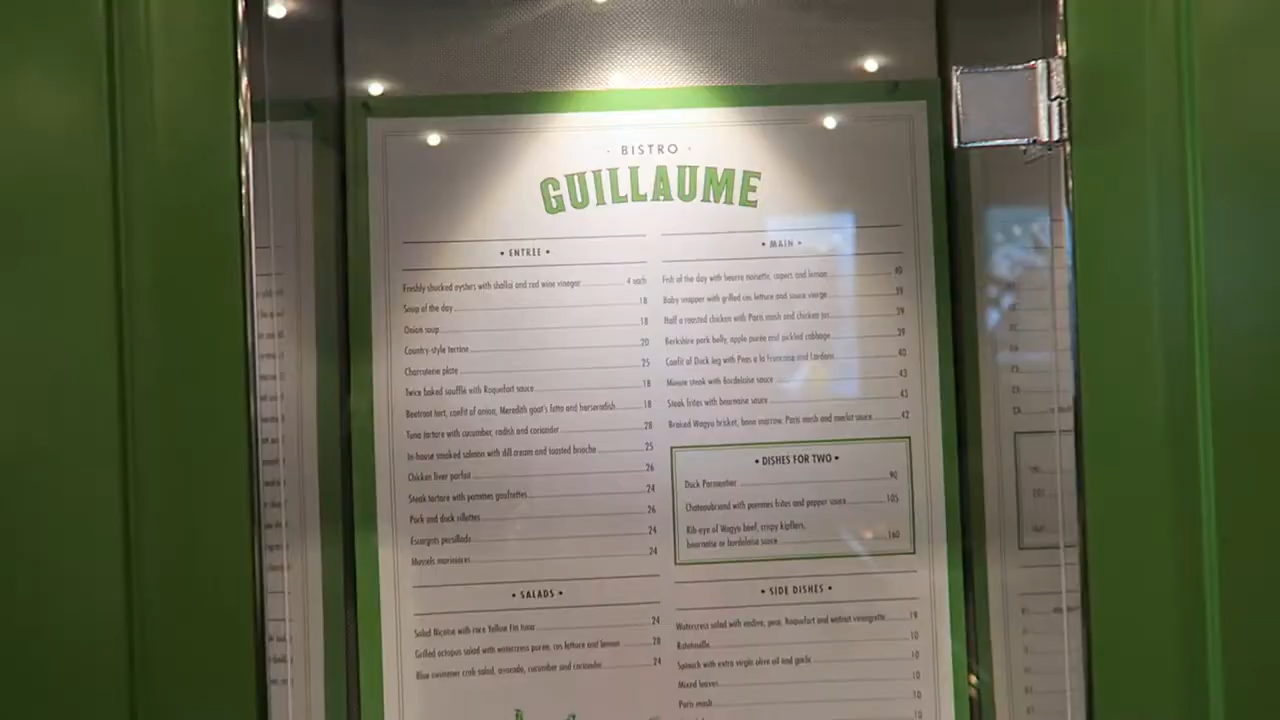 · BISTRO ·
GUILLAUME
• ENTREE •
Freshly shucked oysters with shallot and red wine vinegar 4 each
Soup of the day 18
Onion soup 18
Country-style terrine 20
Charcuterie plate 25
Twice baked soufflé with Roquefort sauce 18
Beetroot tart, confit of onion, Meredith goat's fetta and horseradish 18
Tuna tartare with cucumber, radish and coriander 28
In-house smoked salmon with dill cream and toasted brioche 25
Chicken liver parfait 26
Steak tartare with pommes gaufrettes 24
Pork and duck rillettes 26
Escargots persillade 24
Mussels marinieres 24
• SALADS •
Salad Nicoise with rare Yellow Fin tuna 24
Grilled octopus salad with watercress puree, cos lettuce and lemon 28
Blue swimmer crab salad, avocado, cucumber and coriander 24
• MAIN •
Fish of the day with beurre noisette, capers and lemon 40
Baby snapper with grilled cos lettuce and sauce vierge 39
Half a roasted chicken with Paris mash and chicken jus 39
Berkshire pork belly, apple purée and pickled cabbage 39
Confit of Duck leg with Peas a la Francaise and Lardons 40
Minute steak with Bordelaise sauce 43
Steak frites with bearnaise sauce 43
Braised Wagyu brisket, bone marrow, Paris mash and merlot sauce 42
• DISHES FOR TWO •
Duck Parmentier 90
Chateaubriand with pommes frites and pepper sauce 105
Rib-eye of Wagyu beef, crispy kipflers,
bearnaise or bordelaise sauce 160
• SIDE DISHES •
Watercress salad with endive, pear, Roquefort and walnut vinaigrette 19
Ratatouille 10
Spinach with extra virgin olive oil and garlic 10
Mixed leaves 10
Paris mash 10
10